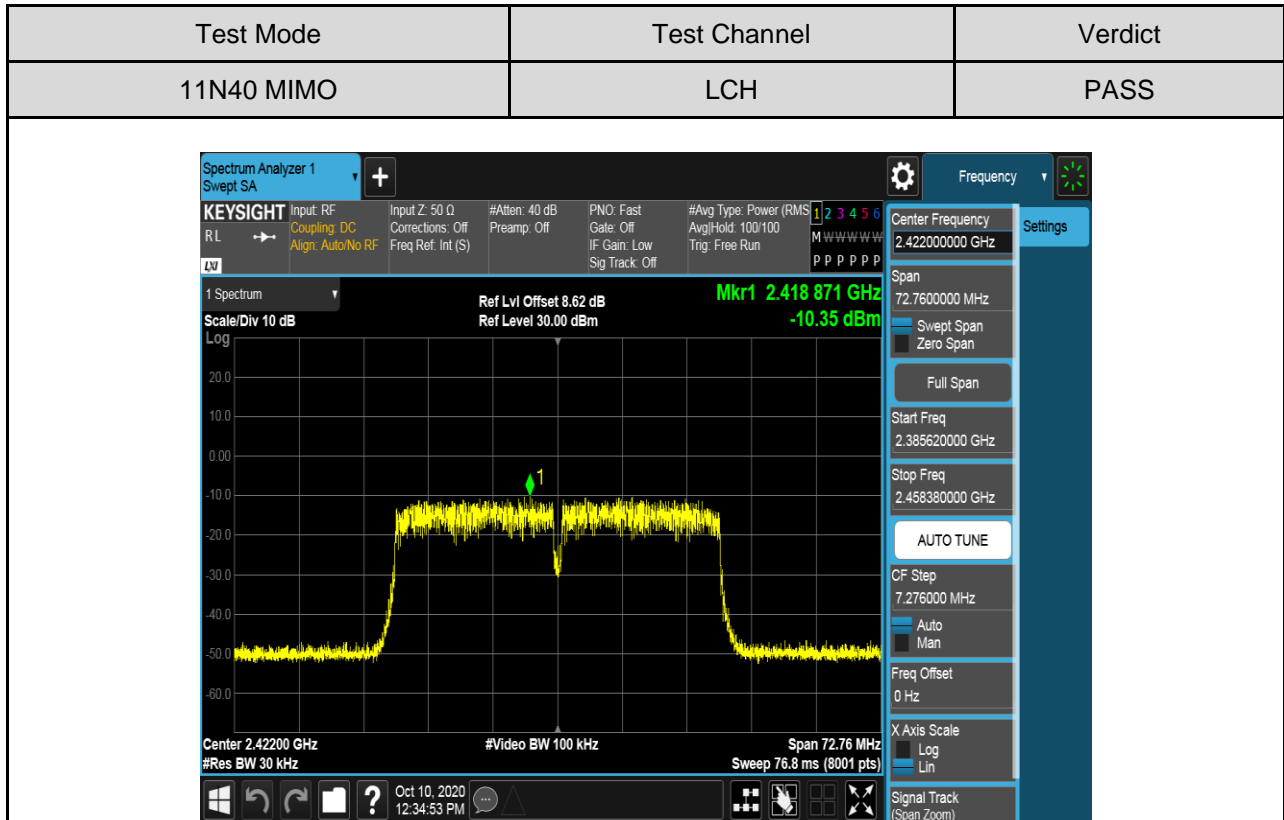 Test Mode Test Channel Verdict
11N40 MIMO LCH PASS
Spectrum Analyzer 1
Swept SA
+
Frequency
KEYSIGHT
RL
LXI
Input: RF
Coupling: DC
Align: Auto/No RF
Input Z: 50 Ω
Corrections: Off
Freq Ref: Int (S)
#Atten: 40 dB
Preamp: Off
PNO: Fast
Gate: Off
IF Gain: Low
Sig Track: Off
#Avg Type: Power (RMS
Avg|Hold: 100/100
Trig: Free Run
1 2 3 4 5 6
M W W W W W
P P P P P P
1 Spectrum
Scale/Div 10 dB
Log
Ref Lvl Offset 8.62 dB
Ref Level 30.00 dBm
Mkr1 2.418 871 GHz
-10.35 dBm
20.0
10.0
0.00
-10.0
-20.0
-30.0
-40.0
-50.0
-60.0
1
Center 2.42200 GHz
#Res BW 30 kHz
#Video BW 100 kHz
Span 72.76 MHz
Sweep 76.8 ms (8001 pts)
Center Frequency
2.422000000 GHz
Settings
Span
72.7600000 MHz
Swept Span
Zero Span
Full Span
Start Freq
2.385620000 GHz
Stop Freq
2.458380000 GHz
AUTO TUNE
CF Step
7.276000 MHz
Auto
Man
Freq Offset
0 Hz
X Axis Scale
Log
Lin
Signal Track
(Span Zoom)
?
Oct 10, 2020
12:34:53 PM